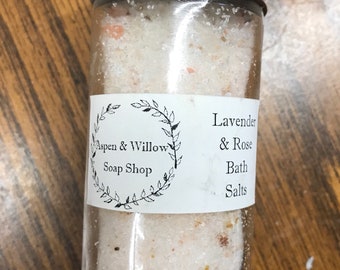 Aspen & Willow
Soap Shop
Lavender
& Rose
Bath
Salts